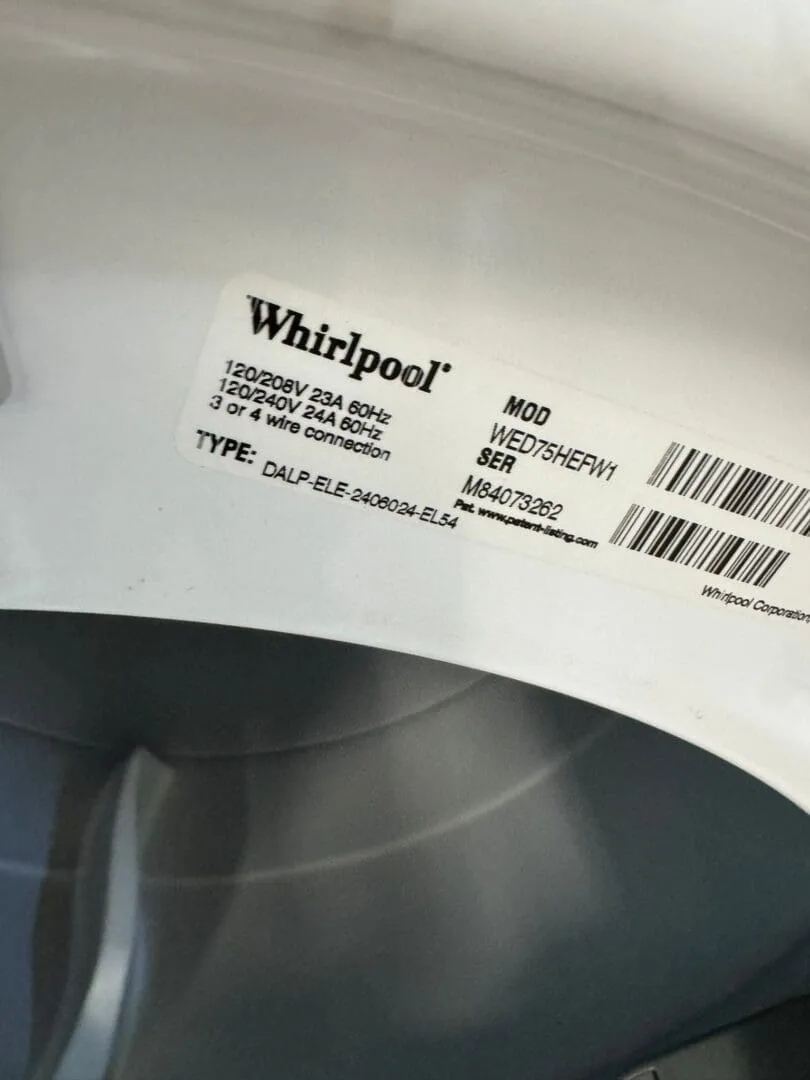 Whirlpool®
120/208V 23A 60Hz
120/240V 24A 60Hz
3 or 4 wire connection
TYPE: DALP-ELE-2406024-EL54
MOD
WED75HEFW1
SER
M84073262
Pat. www.patent-listing.com
Whirlpool Corporation